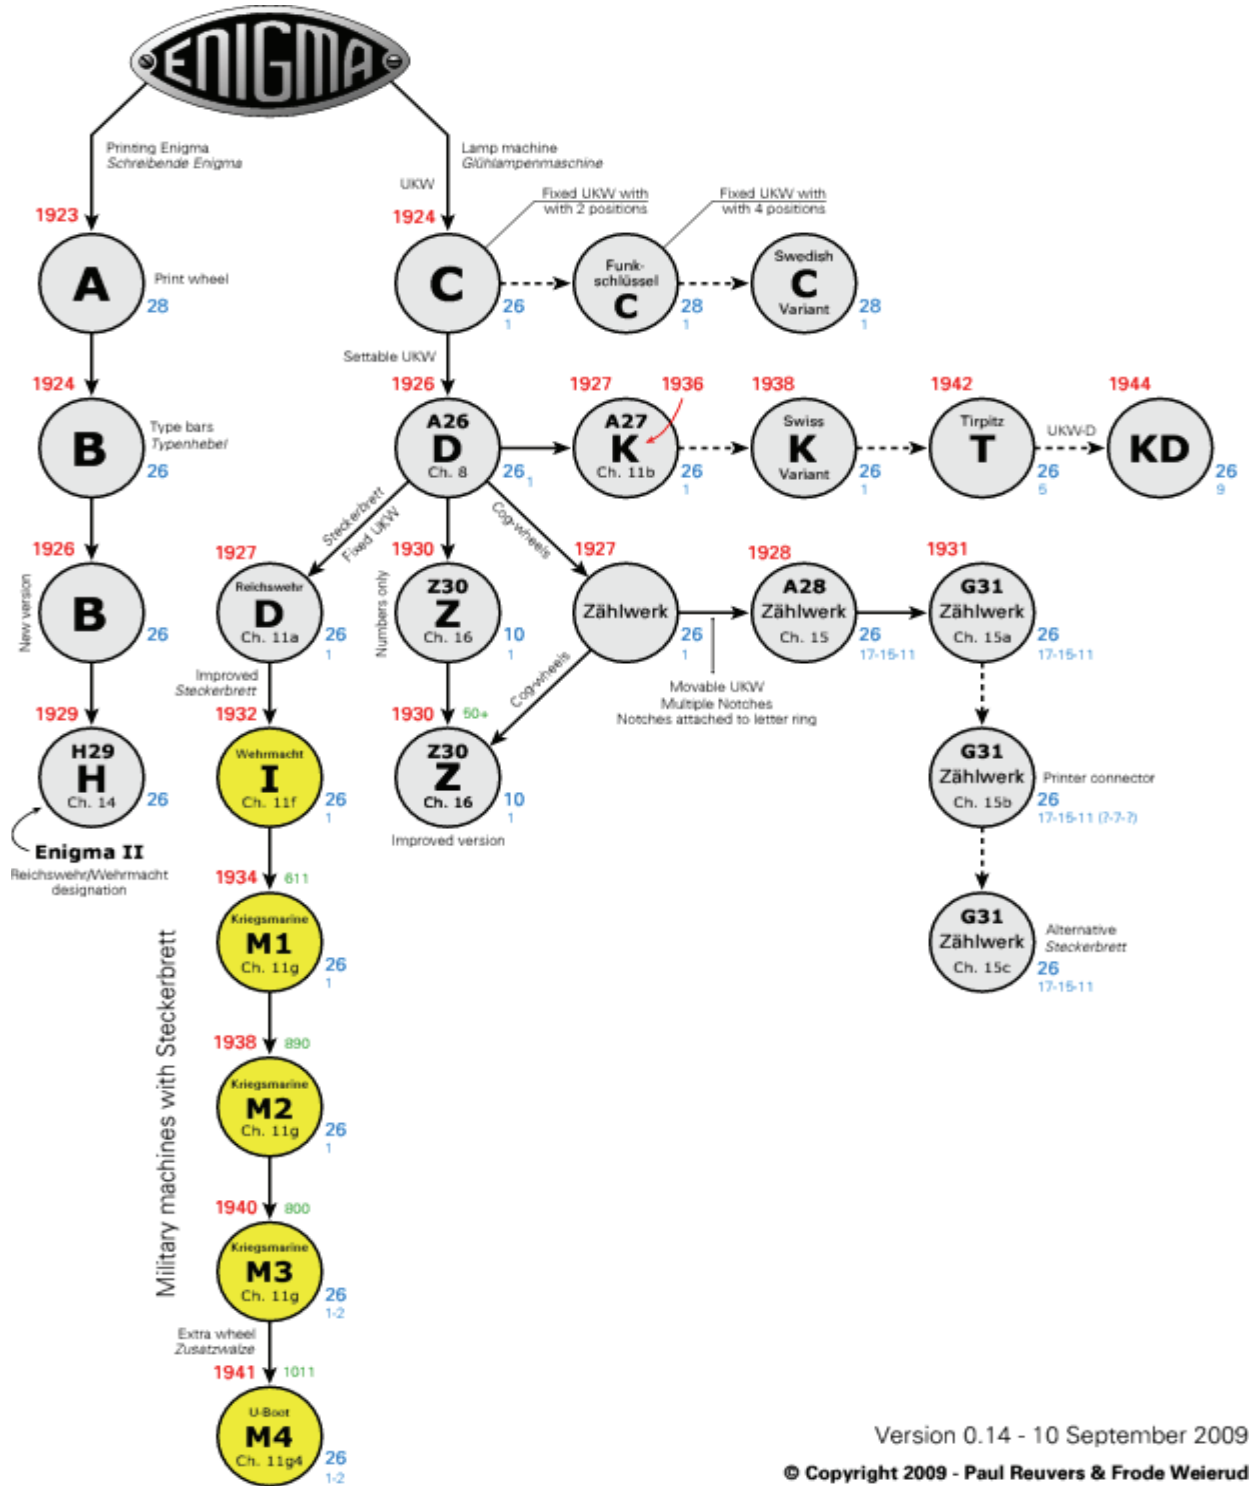 ENIGMA
Printing Enigma
Schreibende Enigma
Lamp machine
Glühlampenmaschine
UKW
Fixed UKW with
with 2 positions
Fixed UKW with
with 4 positions
1923
1924
A
Print wheel
28
C
26
1
Funk-
schlüssel
C
28
1
Swedish
C
Variant
28
1
Settable UKW
1924
1926
1927
1936
1938
1942
1944
B
Type bars
Typenhebel
26
A26
D
Ch. 8
26
1
A27
K
Ch. 11b
26
1
Swiss
K
Variant
26
1
Tirpitz
T
26
5
UKW-D
KD
26
9
Steckerbrett
Fixed UKW
Cog-wheels
1926
1927
1930
1927
1928
1931
New version
B
26
Reichswehr
D
Ch. 11a
26
1
Numbers only
Z30
Z
Ch. 16
10
1
Zählwerk
26
1
A28
Zählwerk
Ch. 15
26
17-15-11
G31
Zählwerk
Ch. 15a
26
17-15-11
Improved
Steckerbrett
Cog-wheels
Movable UKW
Multiple Notches
Notches attached to letter ring
1929
1932
1930
50+
H29
H
Ch. 14
26
Wehrmacht
I
Ch. 11f
26
1
Z30
Z
Ch. 16
10
1
Improved version
G31
Zählwerk
Ch. 15b
Printer connector
26
17-15-11 (?-7-?)
Enigma II
Reichswehr/Wehrmacht
designation
1934
611
Kriegsmarine
M1
Ch. 11g
26
1
G31
Zählwerk
Ch. 15c
Alternative
Steckerbrett
26
17-15-11
Military machines with Steckerbrett
1938
890
Kriegsmarine
M2
Ch. 11g
26
1
1940
800
Kriegsmarine
M3
Ch. 11g
26
1-2
Extra wheel
Zusatzwalze
1941
1011
U-Boot
M4
Ch. 11g4
26
1-2
Version 0.14 - 10 September 2009
© Copyright 2009 - Paul Reuvers & Frode Weierud